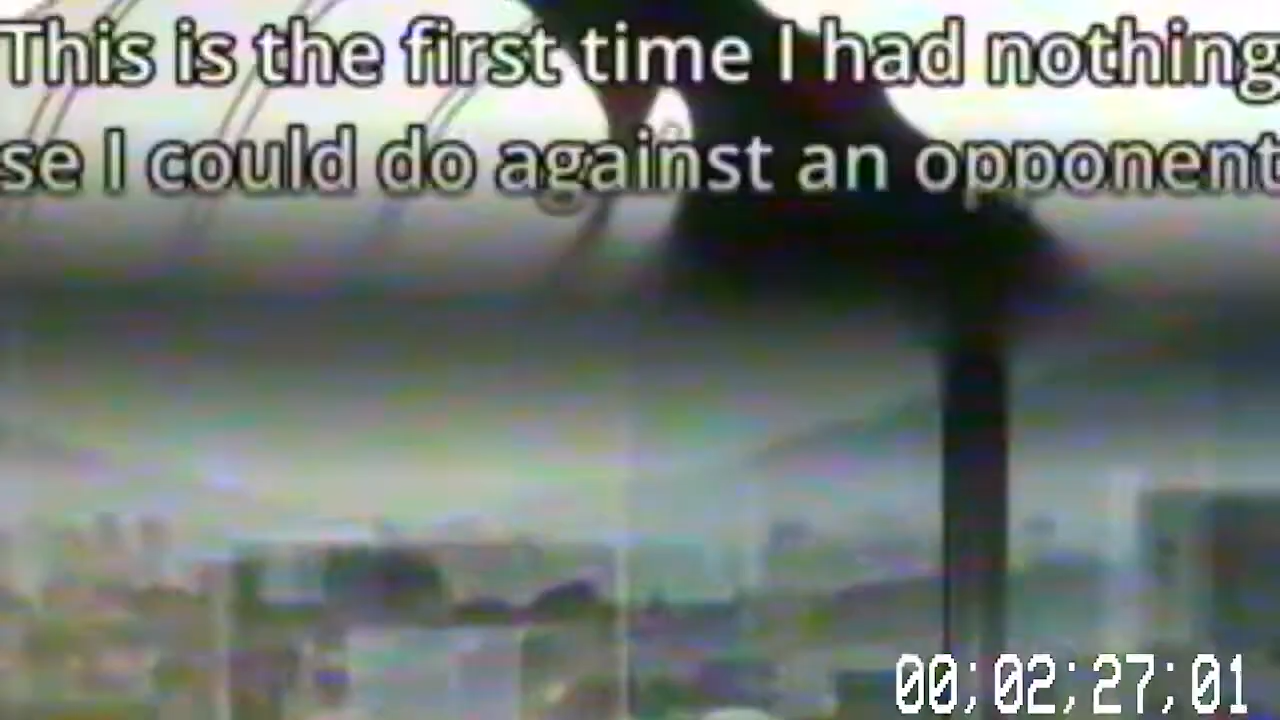 This is the first time I had nothing
se I could do against an opponent
00;02;27;01